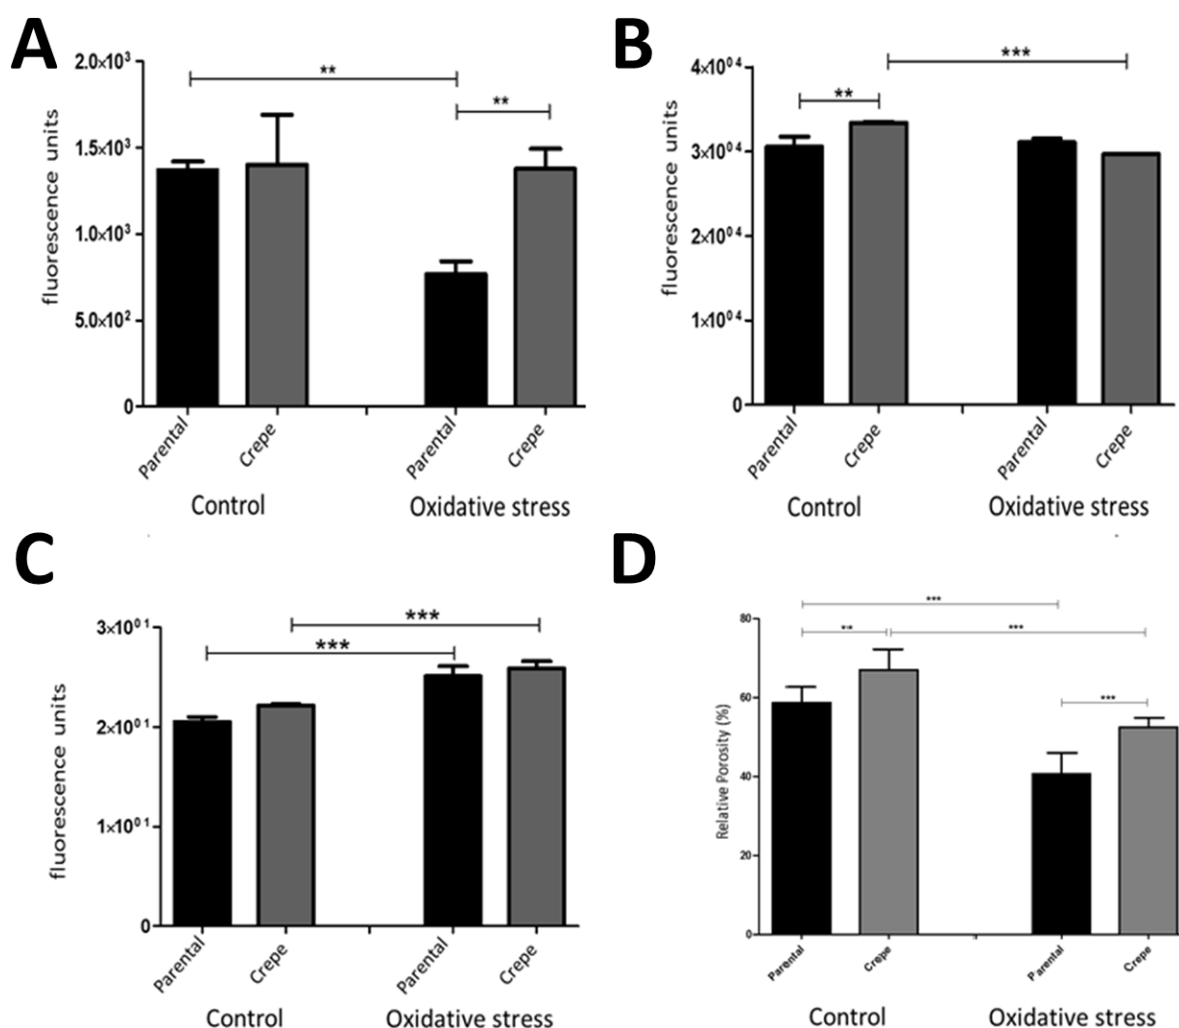 A
2.0×10³
1.5×10³
1.0×10³
5.0×10²
0
fluorescence units
**
**
Parental
Crepe
Parental
Crepe
Control
Oxidative stress
B
4×10⁰⁴
3×10⁰⁴
2×10⁰⁴
1×10⁰⁴
0
fluorescence units
***
**
Parental
Crepe
Parental
Crepe
Control
Oxidative stress
C
3×10⁰¹
2×10⁰¹
1×10⁰¹
0
fluorescence units
***
***
Parental
Crepe
Parental
Crepe
Control
Oxidative stress
D
80
60
40
20
0
Relative Porosity (%)
***
**
***
***
Parental
Crepe
Parental
Crepe
Control
Oxidative stress